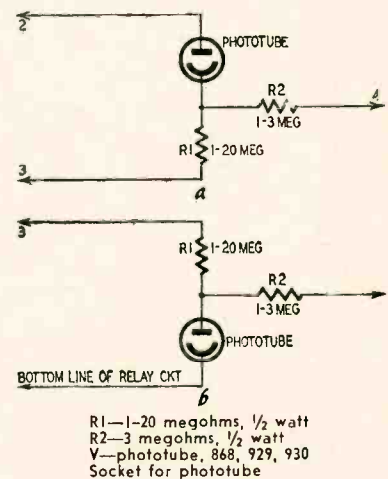 2
PHOTOTUBE
R2
4
1-3 MEG
R1 1-20 MEG
3
a
3
R1 1-20 MEG
R2
1-3 MEG
PHOTOTUBE
BOTTOM LINE OF RELAY CKT
b
R1—1-20 megohms, ½ watt
R2—3 megohms, ½ watt
V—phototube, 868, 929, 930
Socket for phototube